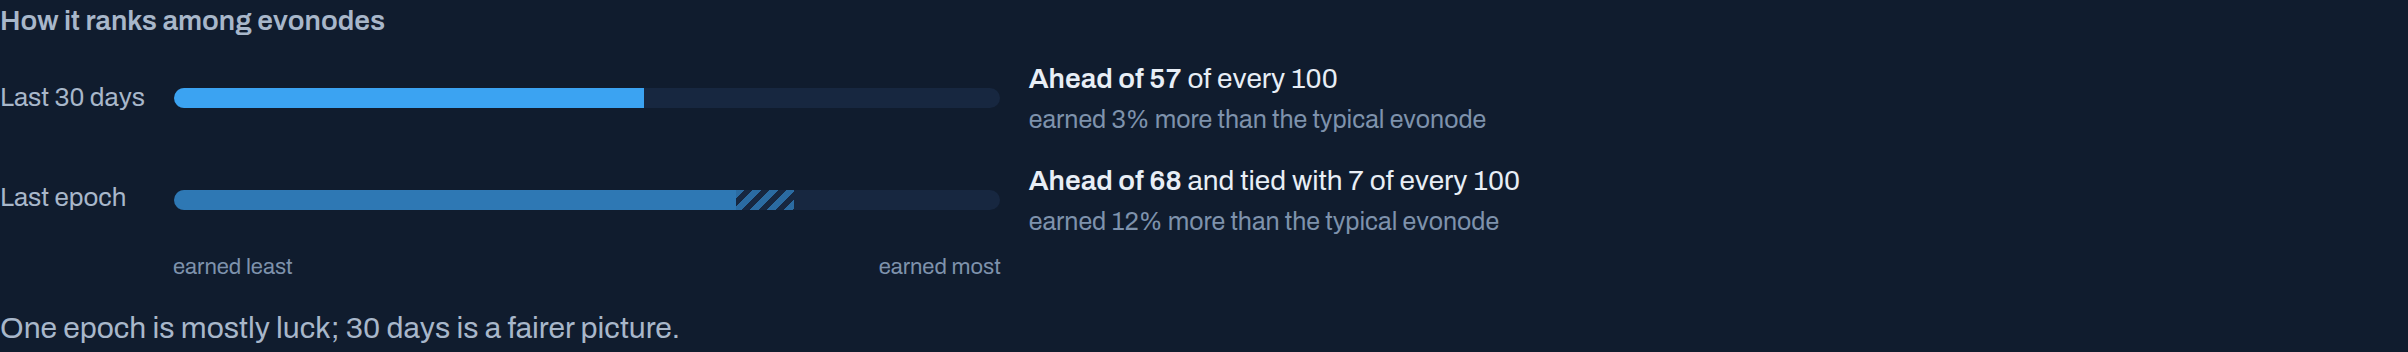 How it ranks among evonodes
Last 30 days
Ahead of 57 of every 100
earned 3% more than the typical evonode
Last epoch
Ahead of 68 and tied with 7 of every 100
earned 12% more than the typical evonode
earned least
earned most
One epoch is mostly luck; 30 days is a fairer picture.